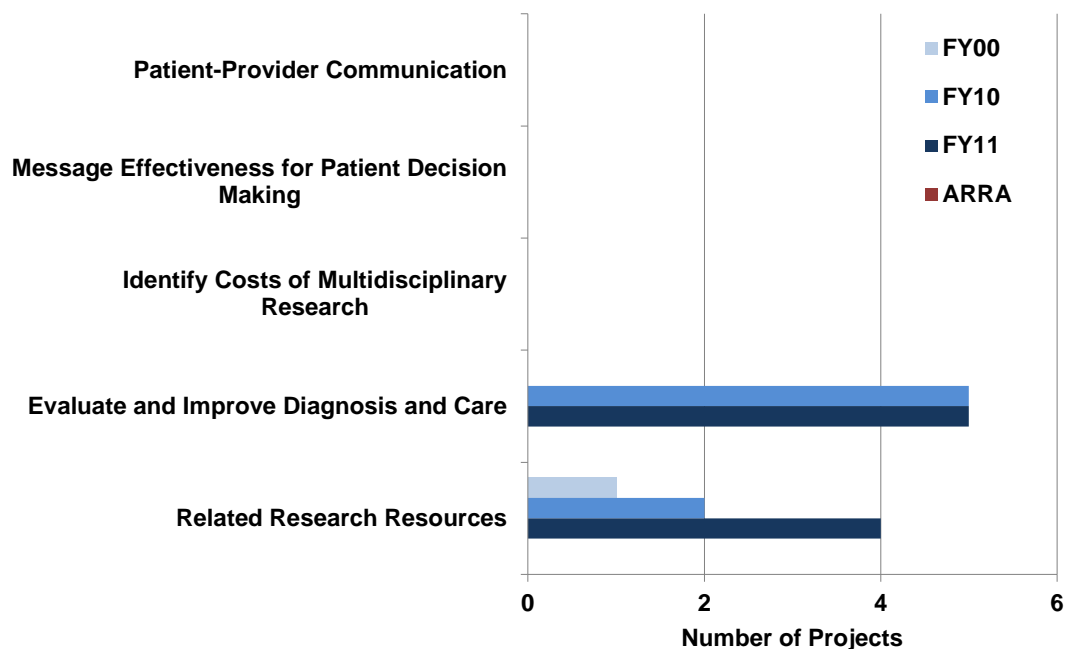 FY00
FY10
FY11
ARRA
Patient-Provider Communication
Message Effectiveness for Patient Decision
Making
Identify Costs of Multidisciplinary
Research
Evaluate and Improve Diagnosis and Care
Related Research Resources
0 2 4 6
Number of Projects